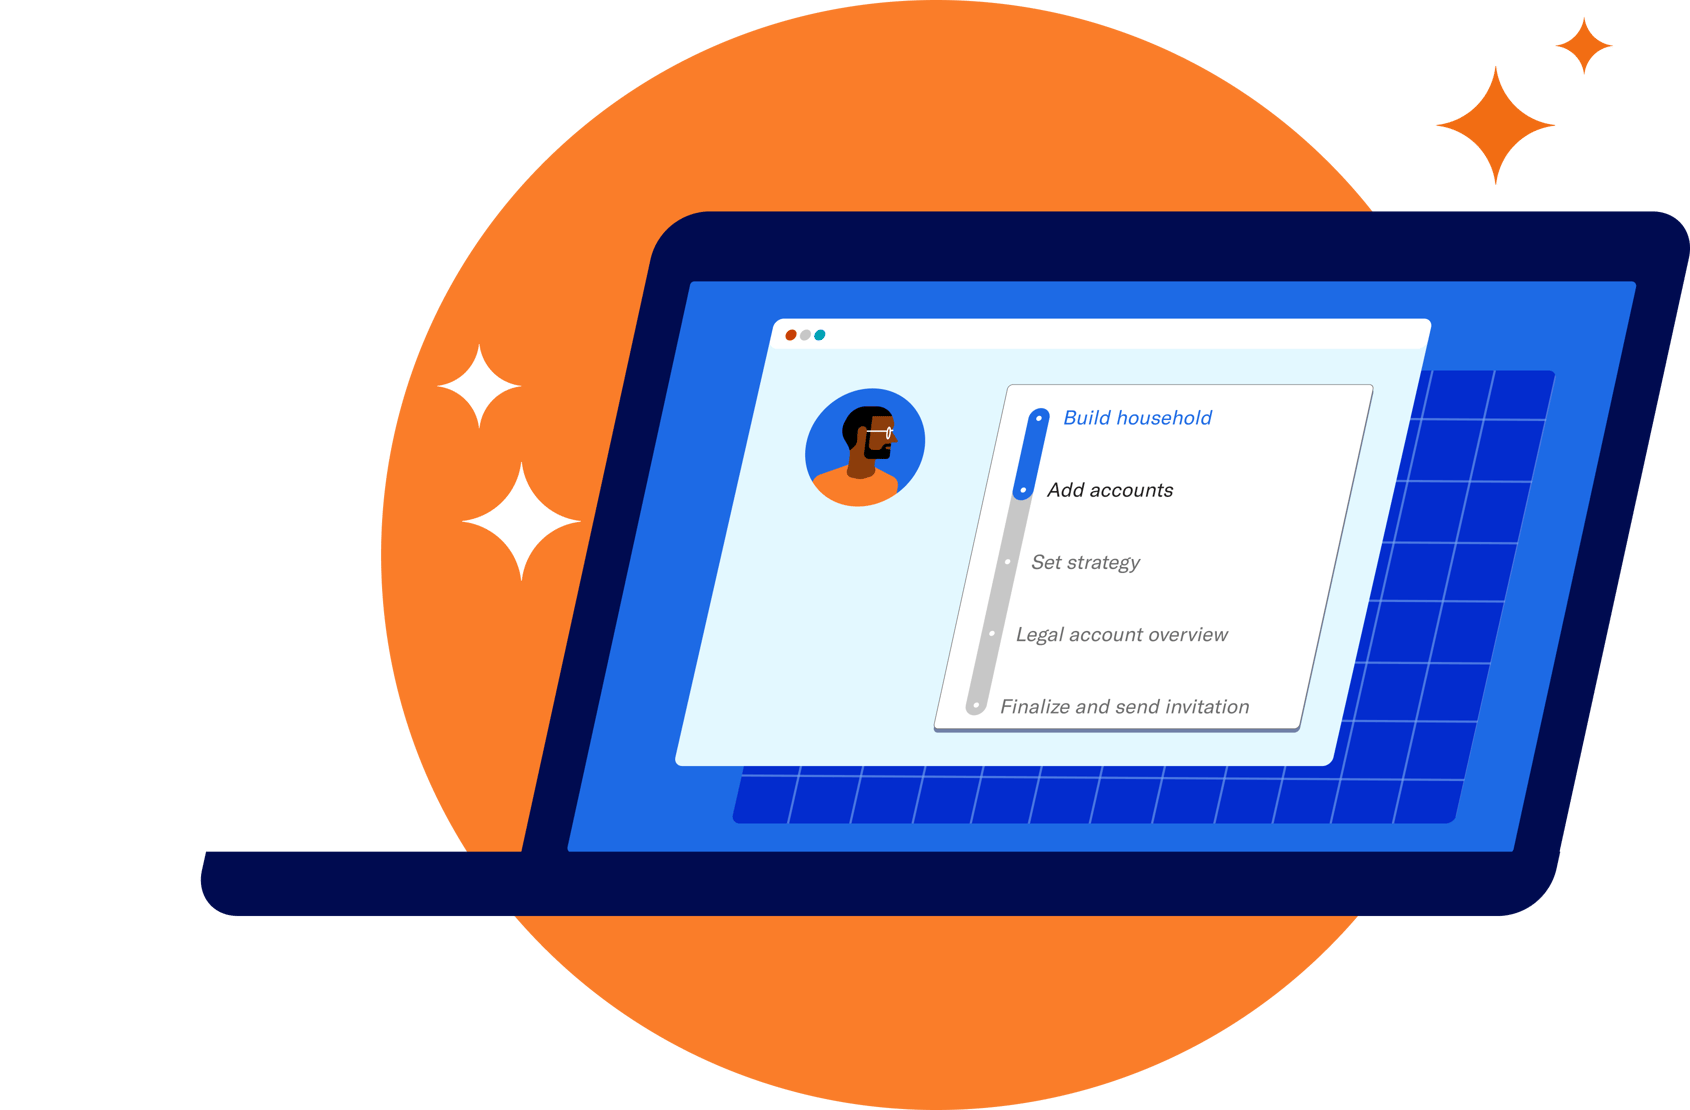 Build household
Add accounts
Set strategy
Legal account overview
Finalize and send invitation